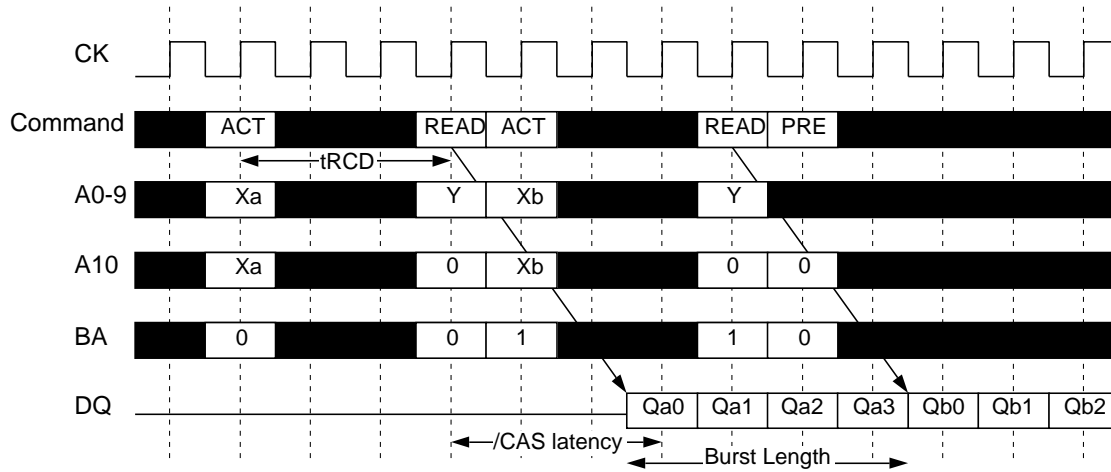 CK
Command ACT READ ACT READ PRE
tRCD
A0-9 Xa Y Xb Y
A10 Xa 0 Xb 0 0
BA 0 0 1 1 0
DQ Qa0 Qa1 Qa2 Qa3 Qb0 Qb1 Qb2
/CAS latency
Burst Length